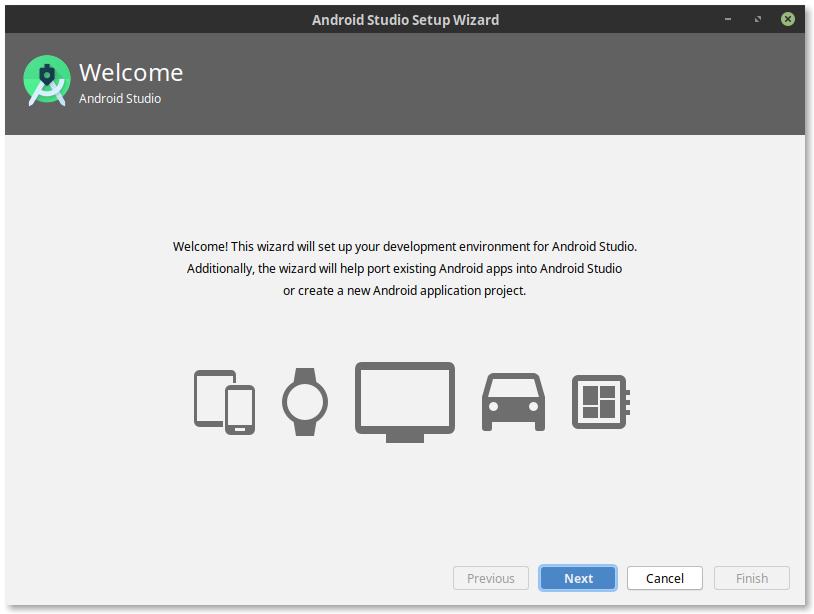 Android Studio Setup Wizard
Welcome
Android Studio
Welcome! This wizard will set up your development environment for Android Studio.
Additionally, the wizard will help port existing Android apps into Android Studio
or create a new Android application project.
Previous
Next
Cancel
Finish